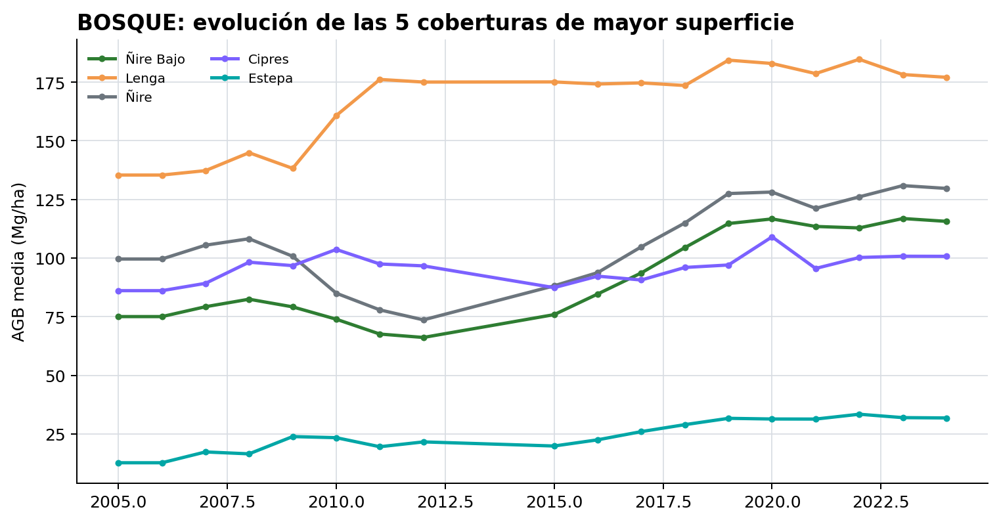 BOSQUE: evolución de las 5 coberturas de mayor superficie
Ñire Bajo
Lenga
Ñire
Cipres
Estepa
AGB media (Mg/ha)
175
150
125
100
75
50
25
2005.0 2007.5 2010.0 2012.5 2015.0 2017.5 2020.0 2022.5